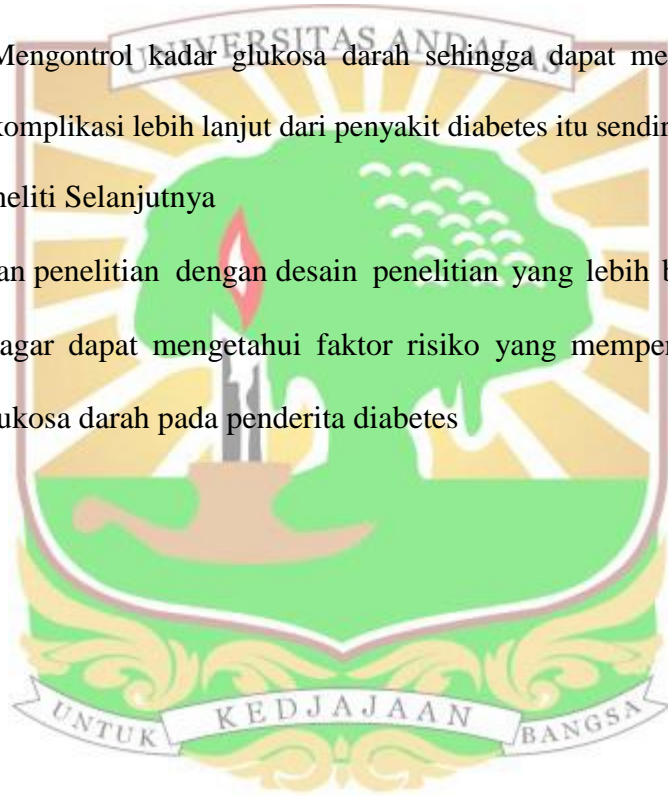 UNIVERSITAS ANDALAS
Mengontrol kadar glukosa darah sehingga dapat me
komplikasi lebih lanjut dari penyakit diabetes itu sendir
neliti Selanjutnya
an penelitian dengan desain penelitian yang lebih b
agar dapat mengetahui faktor risiko yang memper
ukosa darah pada penderita diabetes
UNTUK KEDJAJAAN BANGSA